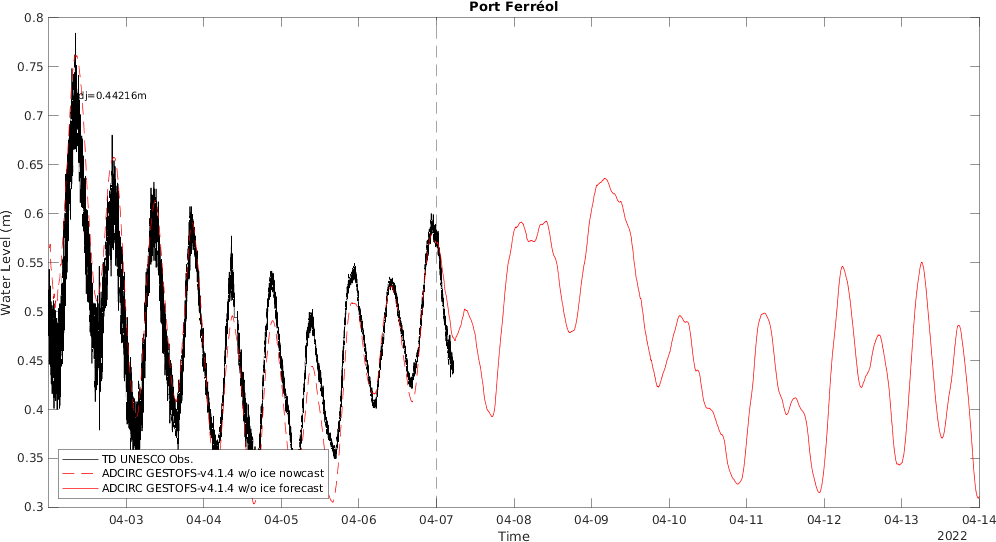 Port Ferréol
0.8
0.75
0.7
0.65
0.6
0.55
0.5
0.45
0.4
0.35
0.3
Water Level (m)
dj=0.44216m
TD UNESCO Obs.
ADCIRC GESTOFS-v4.1.4 w/o ice nowcast
ADCIRC GESTOFS-v4.1.4 w/o ice forecast
04-03 04-04 04-05 04-06 04-07 04-08 04-09 04-10 04-11 04-12 04-13 04-14
Time
2022